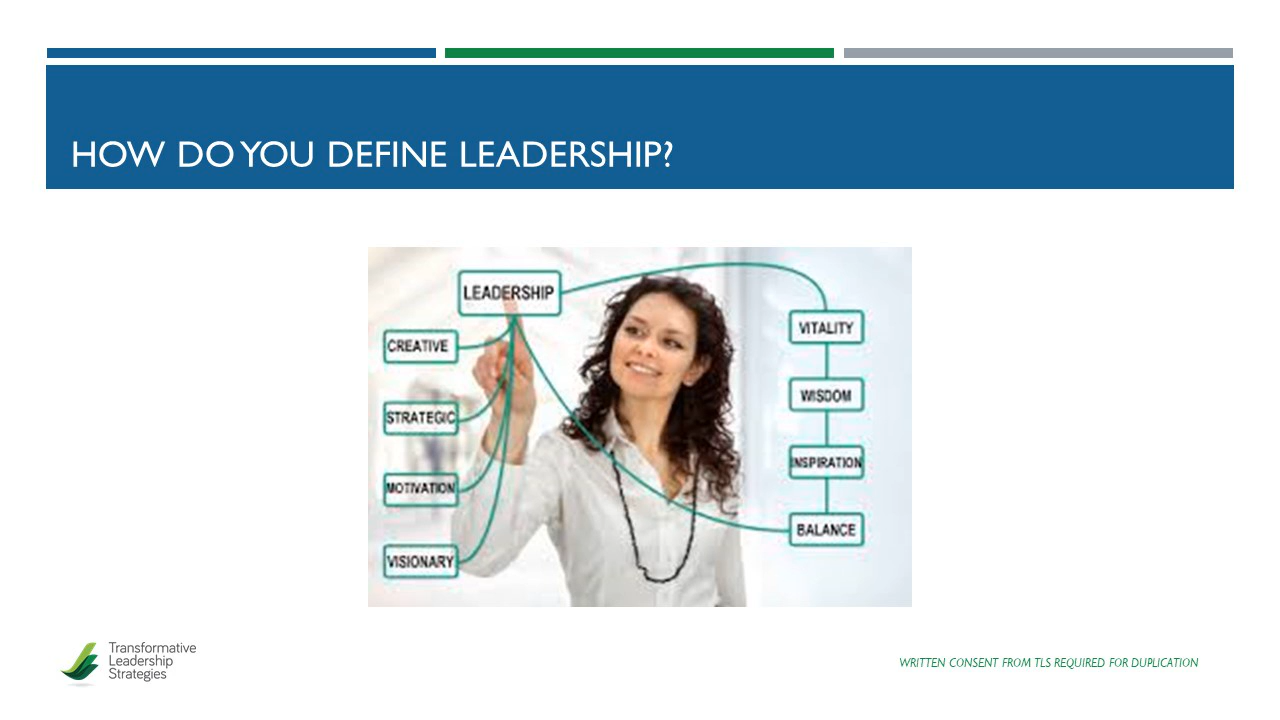 HOW DO YOU DEFINE LEADERSHIP?
LEADERSHIP
CREATIVE
STRATEGIC
MOTIVATION
VISIONARY
VITALITY
WISDOM
INSPIRATION
BALANCE
Transformative
Leadership
Strategies
WRITTEN CONSENT FROM TLS REQUIRED FOR DUPLICATION